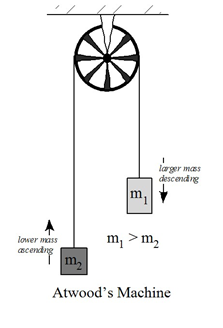 larger mass
descending
m₁
lower mass
ascending
m₁ > m₂
m₂
Atwood's Machine